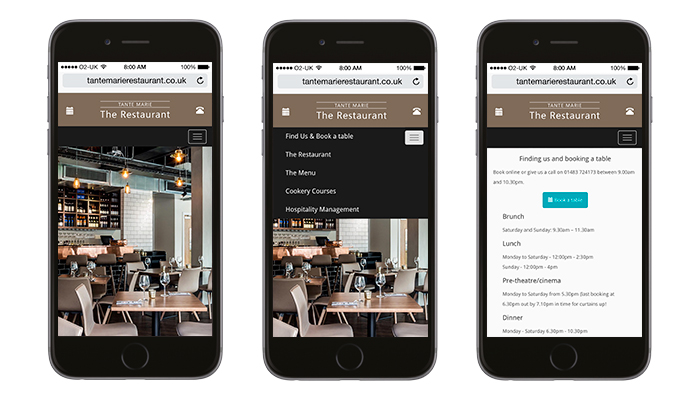 O2-UK 8:00 AM 100%
tantemarierestaurant.co.uk
TANTE MARIE
The Restaurant
O2-UK 8:00 AM 100%
tantemarierestaurant.co.uk
TANTE MARIE
The Restaurant
Find Us & Book a table
The Restaurant
The Menu
Cookery Courses
Hospitality Management
O2-UK 8:00 AM 100%
tantemarierestaurant.co.uk
TANTE MARIE
The Restaurant
Finding us and booking a table
Book online or give us a call on 01483 724173 between 9.00am
and 10.30pm.
Book a table
Brunch
Saturday and Sunday: 9.30am – 11.30am
Lunch
Monday to Saturday - 12:00pm - 2:30pm
Sunday - 12:00pm - 4pm
Pre-theatre/cinema
Monday to Saturday from 5.30pm (last booking at
6.30pm out by 7.10pm in time for curtains up!
Dinner
Monday - Saturday 6.30pm - 10.30pm